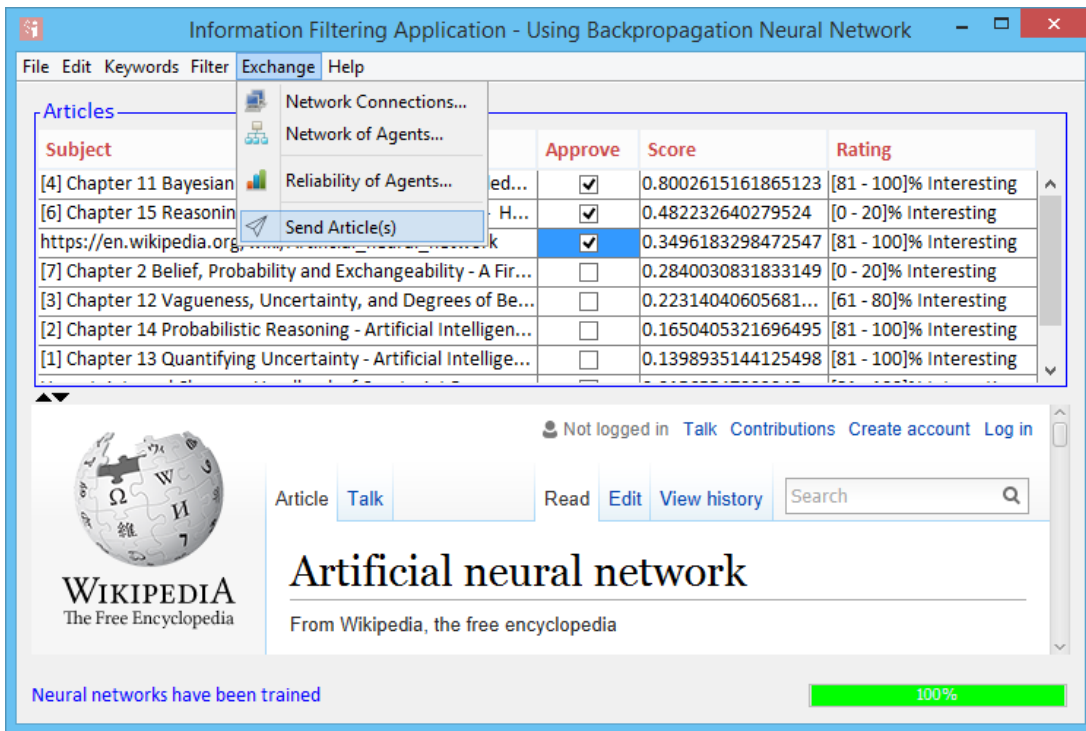 Information Filtering Application - Using Backpropagation Neural Network
File Edit Keywords Filter Exchange Help
Network Connections...
Network of Agents...
Reliability of Agents...
Send Article(s)
Articles
Subject Approve Score Rating
[4] Chapter 11 Bayesian led... 0.8002615161865123 [81 - 100]% Interesting
[6] Chapter 15 Reasonin - H... 0.482232640279524 [0 - 20]% Interesting
https://en.wikipedia.org/ k 0.3496183298472547 [81 - 100]% Interesting
[7] Chapter 2 Belief, Probability and Exchangeability - A Fir... 0.2840030831833149 [0 - 20]% Interesting
[3] Chapter 12 Vagueness, Uncertainty, and Degrees of Be... 0.22314040605681... [61 - 80]% Interesting
[2] Chapter 14 Probabilistic Reasoning - Artificial Intelligen... 0.1650405321696495 [81 - 100]% Interesting
[1] Chapter 13 Quantifying Uncertainty - Artificial Intellige... 0.1398935144125498 [81 - 100]% Interesting
Not logged in Talk Contributions Create account Log in
Article Talk Read Edit View history Search
Artificial neural network
WIKIPEDIA
The Free Encyclopedia
From Wikipedia, the free encyclopedia
Neural networks have been trained 100%